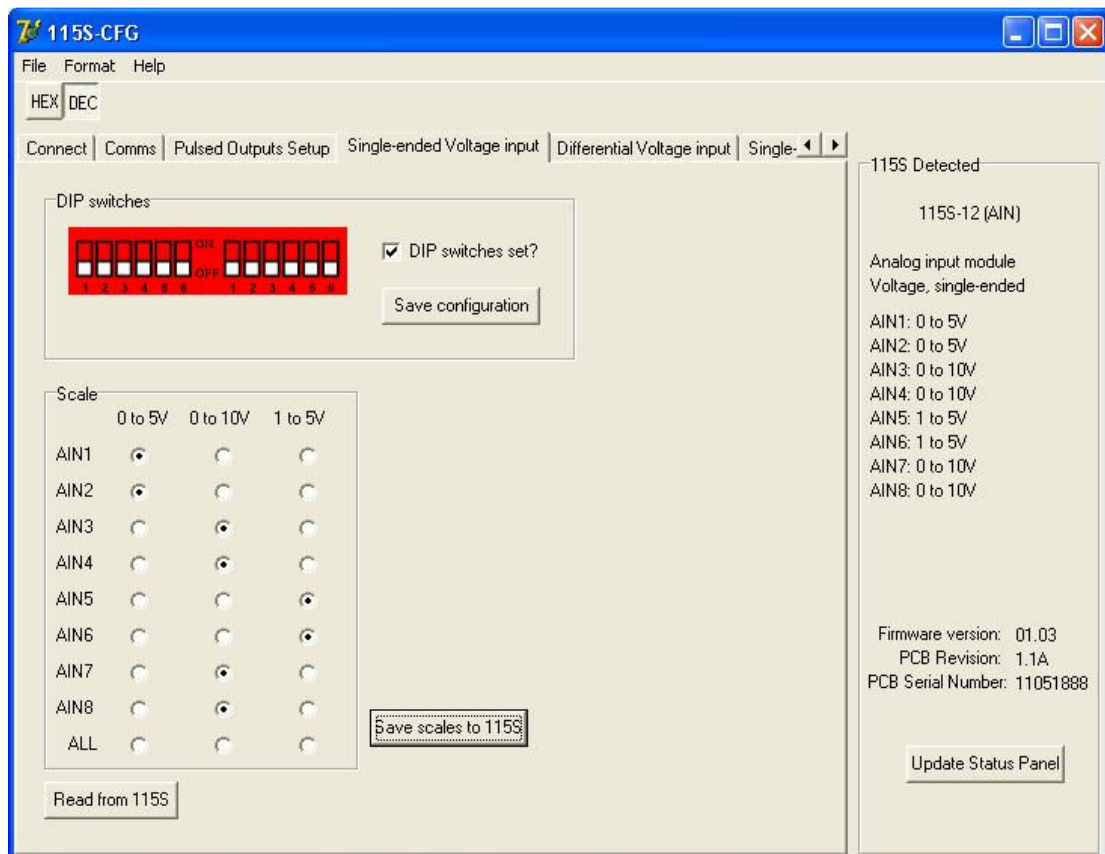 115S-CFG
File Format Help
HEX DEC
Connect Comms Pulsed Outputs Setup Single-ended Voltage input Differential Voltage input Single-
DIP switches
ON
OFF
1 2 3 4 5 6 1 2 3 4 5 6
DIP switches set?
Save configuration
Scale
0 to 5V 0 to 10V 1 to 5V
AIN1
AIN2
AIN3
AIN4
AIN5
AIN6
AIN7
AIN8
ALL
Save scales to 115S
Read from 115S
115S Detected
115S-12 (AIN)
Analog input module
Voltage, single-ended
AIN1: 0 to 5V
AIN2: 0 to 5V
AIN3: 0 to 10V
AIN4: 0 to 10V
AIN5: 1 to 5V
AIN6: 1 to 5V
AIN7: 0 to 10V
AIN8: 0 to 10V
Firmware version: 01.03
PCB Revision: 1.1A
PCB Serial Number: 11051888
Update Status Panel